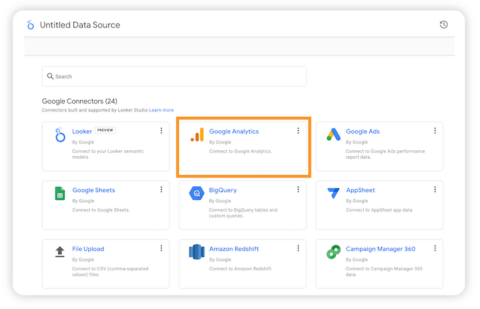 Untitled Data Source
Search
Google Connectors (24)
Connectors built and supported by Looker Studio Learn more
Looker PREVIEW
By Google
Connect to your Looker semantic
models.
Google Analytics
By Google
Connect to Google Analytics.
Google Ads
By Google
Connect to Google Ads performance
report data.
Google Sheets
By Google
Connect to Google Sheets.
BigQuery
By Google
Connect to BigQuery tables and
custom queries.
AppSheet
By Google
Connect to AppSheet app data.
File Upload
By Google
Connect to CSV (comma-separated
values) files.
Amazon Redshift
By Google
Connect to Amazon Redshift.
Campaign Manager 360
By Google
Connect to Campaign Manager 360
data